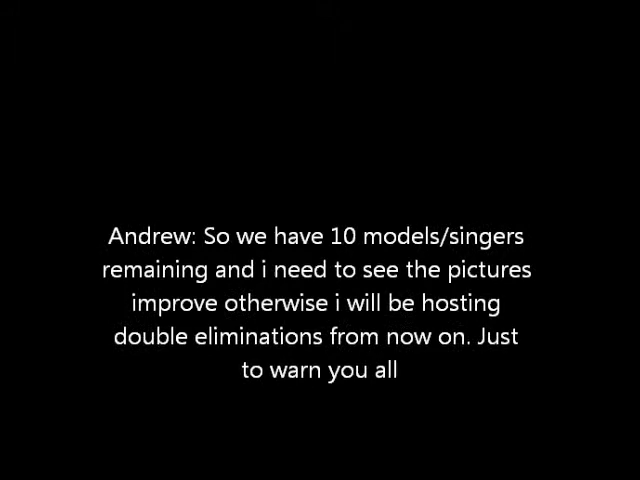 Andrew: So we have 10 models/singers
remaining and i need to see the pictures
improve otherwise i will be hosting
double eliminations from now on. Just
to warn you all